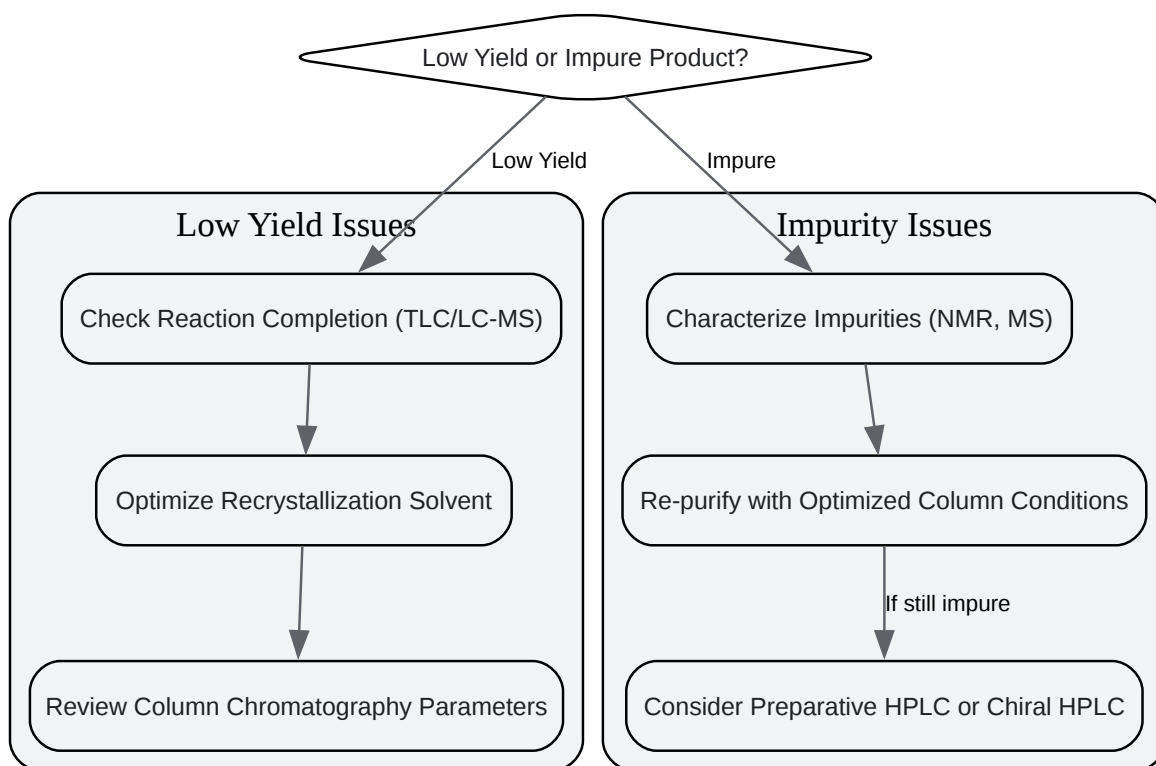 Low Yield or Impure Product?
Low Yield
Impure
Low Yield Issues
Impurity Issues
Check Reaction Completion (TLC/LC-MS)
Characterize Impurities (NMR, MS)
Optimize Recrystallization Solvent
Re-purify with Optimized Column Conditions
If still impure
Review Column Chromatography Parameters
Consider Preparative HPLC or Chiral HPLC